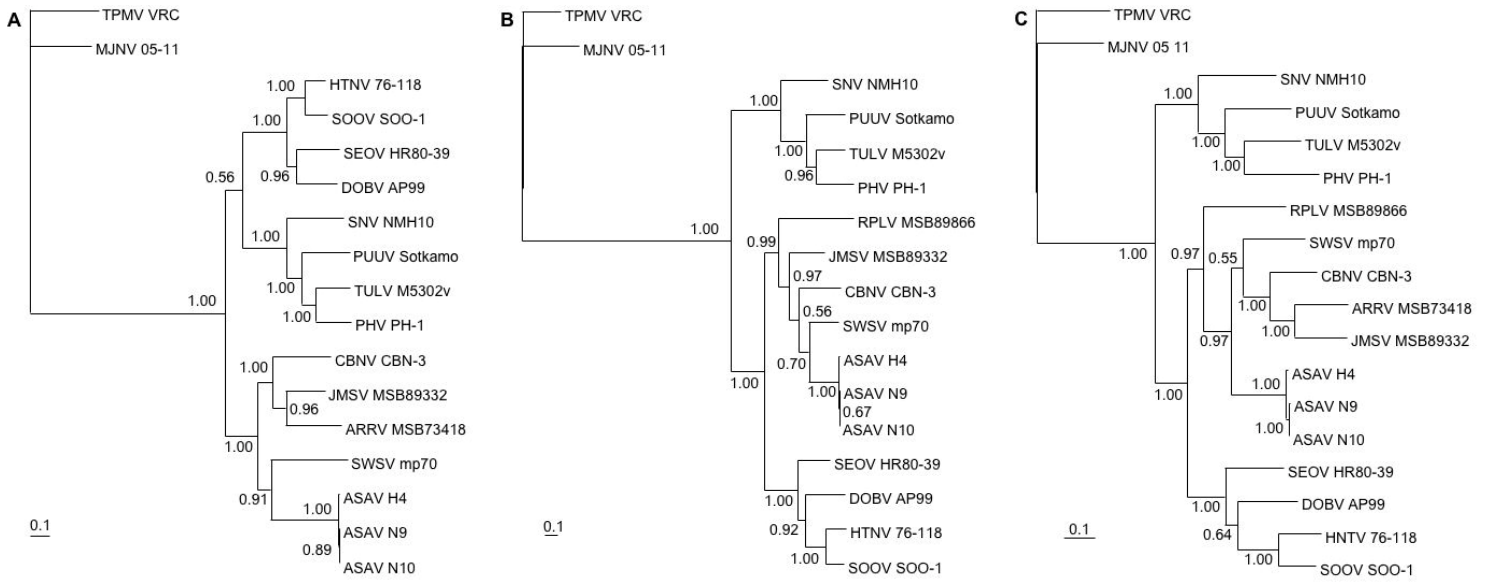 A
TPMV VRC
MJNV 05-11
1.00
HTNV 76-118
1.00
SOOV SOO-1
SEOV HR80-39
0.96
DOBV AP99
0.56
SNV NMH10
1.00
PUUV Sotkamo
1.00
TULV M5302v
1.00
PHV PH-1
1.00
CBNV CBN-3
1.00
JMSV MSB89332
0.96
ARRV MSB73418
1.00
SWSV mp70
0.91
ASAV H4
1.00
ASAV N9
0.89
ASAV N10
0.1
B
TPMV VRC
MJNV 05-11
SNV NMH10
1.00
PUUV Sotkamo
1.00
TULV M5302v
0.96
PHV PH-1
1.00
RPLV MSB89866
0.99
JMSV MSB89332
0.97
CBNV CBN-3
0.56
SWSV mp70
0.70
ASAV H4
1.00
ASAV N9
0.67
ASAV N10
1.00
SEOV HR80-39
1.00
DOBV AP99
0.92
HTNV 76-118
1.00
SOOV SOO-1
0.1
C
TPMV VRC
MJNV 05 11
SNV NMH10
1.00
PUUV Sotkamo
1.00
TULV M5302v
1.00
PHV PH-1
RPLV MSB89866
1.00
0.97
0.55
SWSV mp70
CBNV CBN-3
1.00
ARRV MSB73418
1.00
JMSV MSB89332
0.97
ASAV H4
1.00
ASAV N9
1.00
ASAV N10
1.00
SEOV HR80-39
1.00
DOBV AP99
0.64
HNTV 76-118
1.00
SOOV SOO-1
0.1